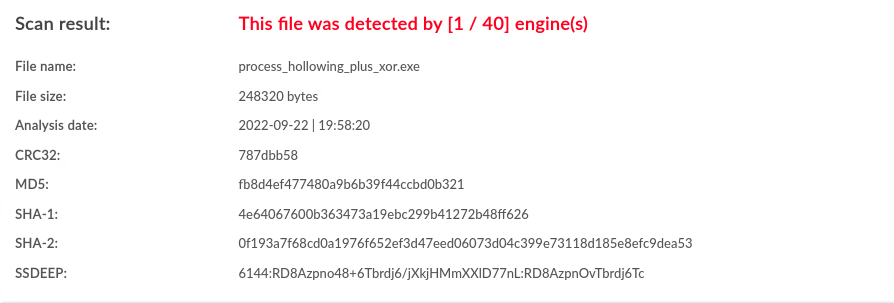 Scan result: This file was detected by [1 / 40] engine(s)
File name: process_hollowing_plus_xor.exe
File size: 248320 bytes
Analysis date: 2022-09-22 | 19:58:20
CRC32: 787dbb58
MD5: fb8d4ef477480a9b6b39f44ccbd0b321
SHA-1: 4e64067600b363473a19ebc299b41272b48ff626
SHA-2: 0f193a7f68cd0a1976f652ef3d47eed06073d04c399e73118d185e8efc9dea53
SSDEEP: 6144:RD8Azpno48+6Tbrdj6/jXkjHMmXXlD77nL:RD8AzpnOvTbrdj6Tc